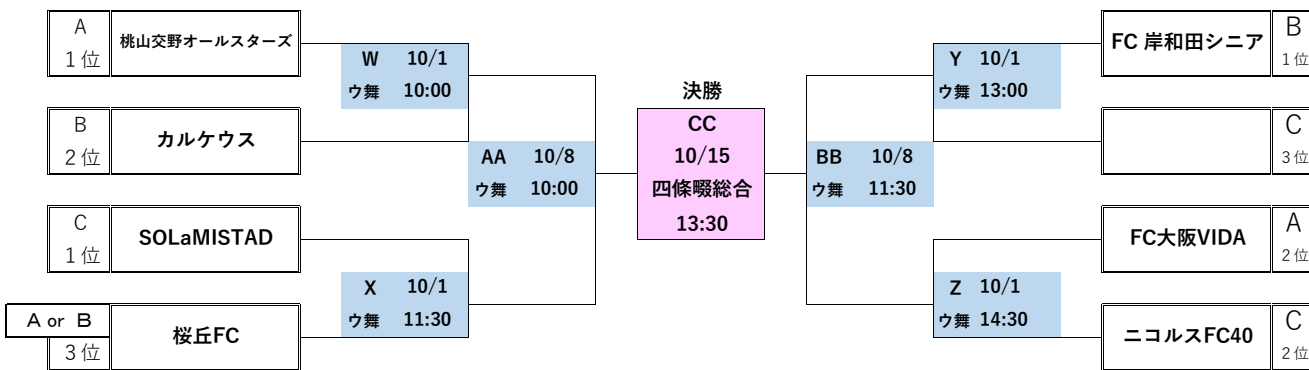 A
1位
桃山交野オールスターズ
W 10/1
ウ舞 10:00
B
2位
カルケウス
AA 10/8
ウ舞 10:00
C
1位
SOLaMISTAD
X 10/1
ウ舞 11:30
A or B
3位
桜丘FC
決勝
CC
10/15
四條畷総合
13:30
FC 岸和田シニア
B
1位
Y 10/1
ウ舞 13:00
C
3位
BB 10/8
ウ舞 11:30
FC大阪VIDA
A
2位
Z 10/1
ウ舞 14:30
ニコルスFC40
C
2位